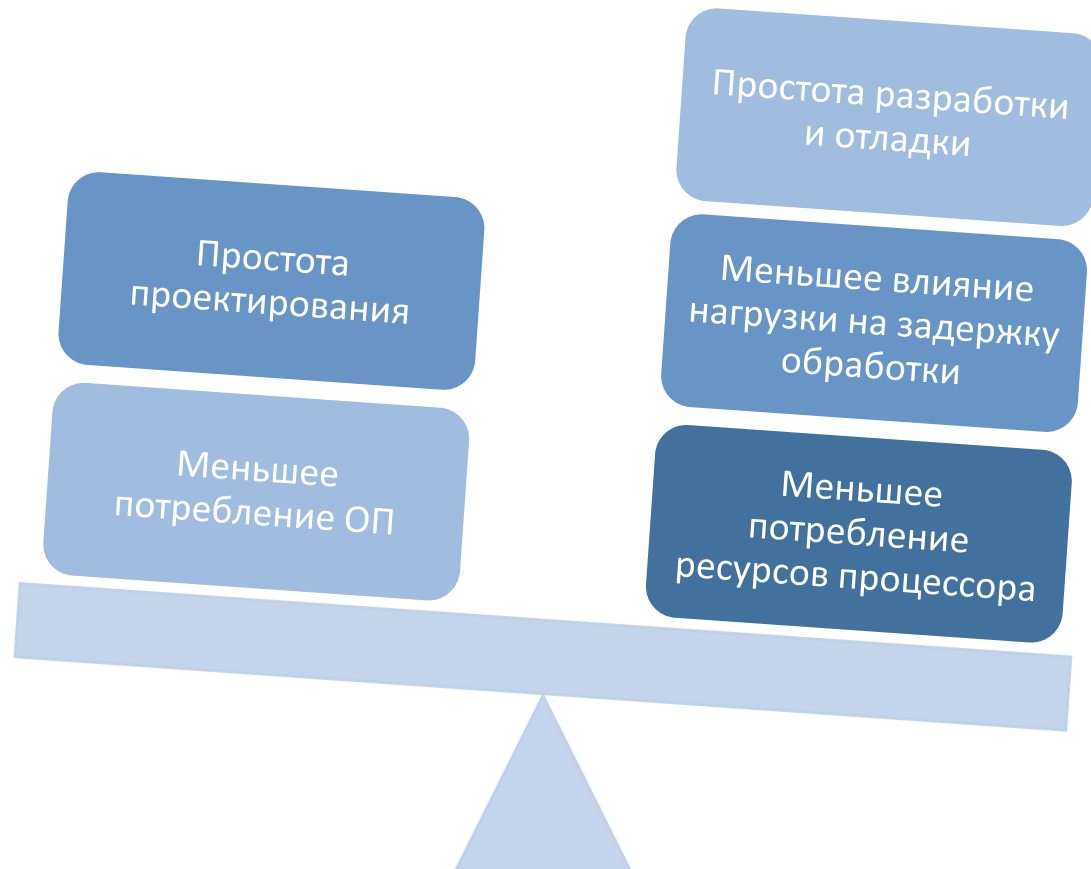 Простота
проектирования
Меньшее
потребление ОП
Простота разработки
и отладки
Меньшее влияние
нагрузки на задержку
обработки
Меньшее
потребление
ресурсов процессора